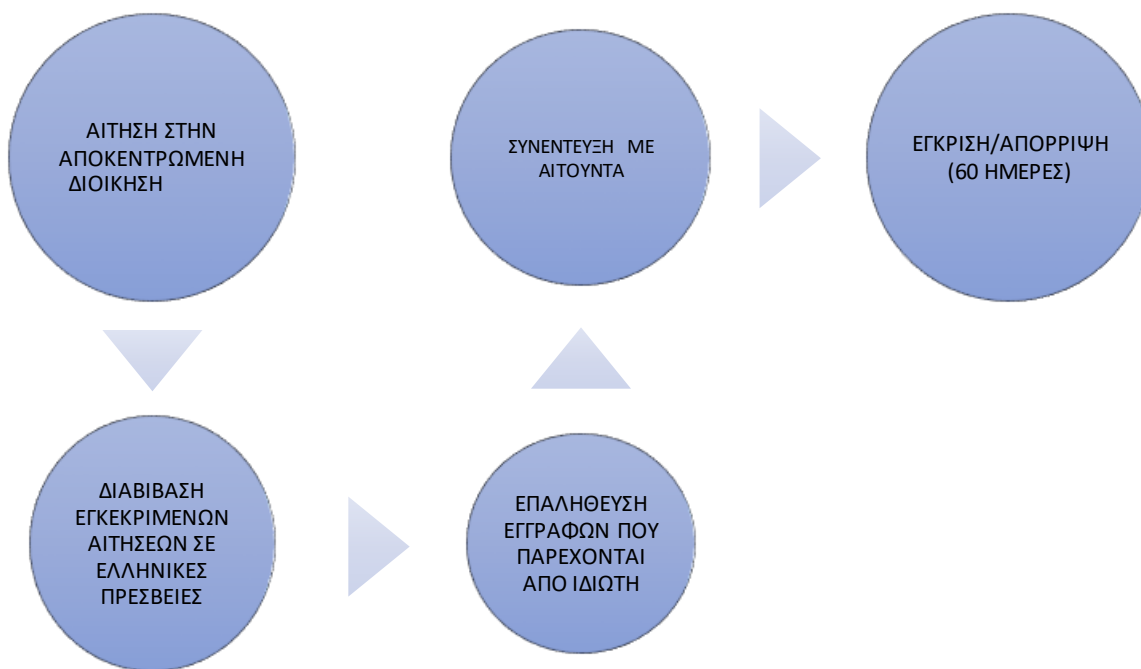 ΑΙΤΗΣΗ ΣΤΗΝ
ΑΠΟΚΕΝΤΡΩΜΕΝΗ
ΔΙΟΙΚΗΣΗ
ΔΙΑΒΙΒΑΣΗ
ΕΓΚΕΚΡΙΜΕΝΩΝ
ΑΙΤΗΣΕΩΝ ΣΕ
ΕΛΛΗΝΙΚΕΣ
ΠΡΕΣΒΕΙΕΣ
ΕΠΑΛΗΘΕΥΣΗ
ΕΓΓΡΑΦΩΝ ΠΟΥ
ΠΑΡΕΧΟΝΤΑΙ
ΑΠΟ ΙΔΙΩΤΗ
ΣΥΝΕΝΤΕΥΞΗ ΜΕ
ΑΙΤΟΥΝΤΑ
ΕΓΚΡΙΣΗ/ΑΠΟΡΡΙΨΗ
(60 ΗΜΕΡΕΣ)